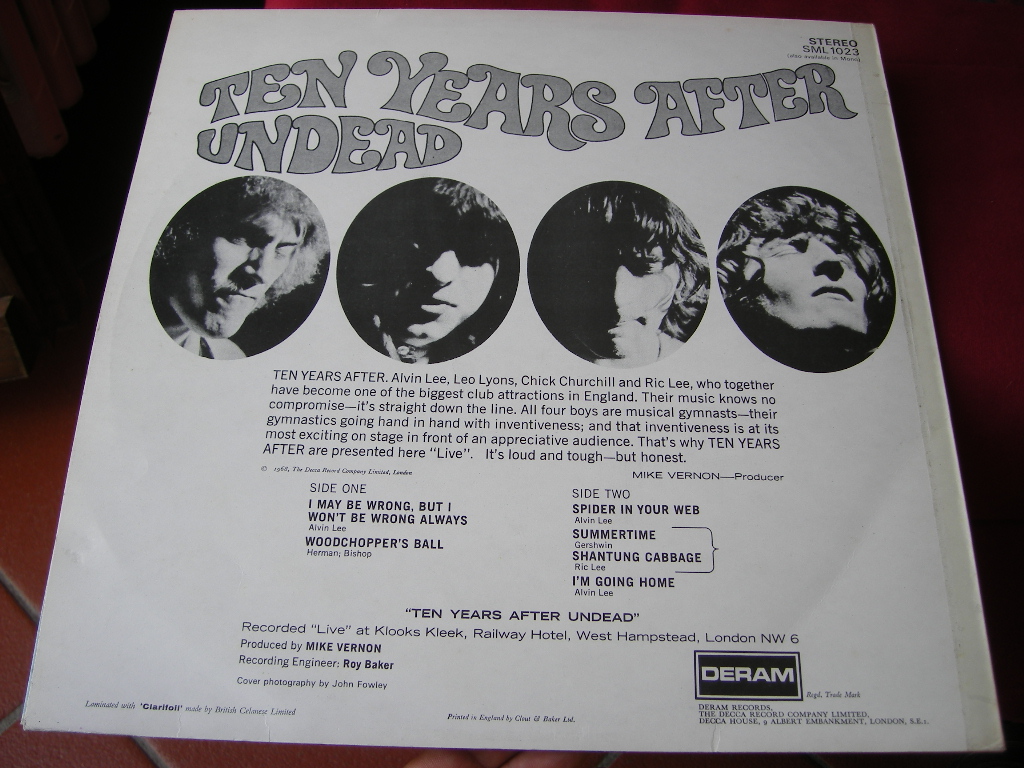 STEREO
SML 1023
(also available in Mono)
TEN YEARS AFTER
UNDEAD
TEN YEARS AFTER. Alvin Lee, Leo Lyons, Chick Churchill and Ric Lee, who together
have become one of the biggest club attractions in England. Their music knows no
compromise—it's straight down the line. All four boys are musical gymnasts—their
gymnastics going hand in hand with inventiveness; and that inventiveness is at its
most exciting on stage in front of an appreciative audience. That's why TEN YEARS
AFTER are presented here "Live". It's loud and tough—but honest.
© 1968, The Decca Record Company Limited, London
MIKE VERNON—Producer
SIDE ONE
I MAY BE WRONG, BUT I
WON'T BE WRONG ALWAYS
Alvin Lee
WOODCHOPPER'S BALL
Herman; Bishop
SIDE TWO
SPIDER IN YOUR WEB
Alvin Lee
SUMMERTIME
Gershwin
SHANTUNG CABBAGE
Ric Lee
I'M GOING HOME
Alvin Lee
"TEN YEARS AFTER UNDEAD"
Recorded "Live" at Klooks Kleek, Railway Hotel, West Hampstead, London NW 6
Produced by MIKE VERNON
Recording Engineer: Roy Baker
Cover photography by John Fowley
DERAM
Regd. Trade Mark
DERAM RECORDS,
THE DECCA RECORD COMPANY LIMITED,
DECCA HOUSE, 9 ALBERT EMBANKMENT, LONDON, S.E.1.
Laminated with 'Clarifoil' made by British Celanese Limited
Printed in England by Clout & Baker Ltd.